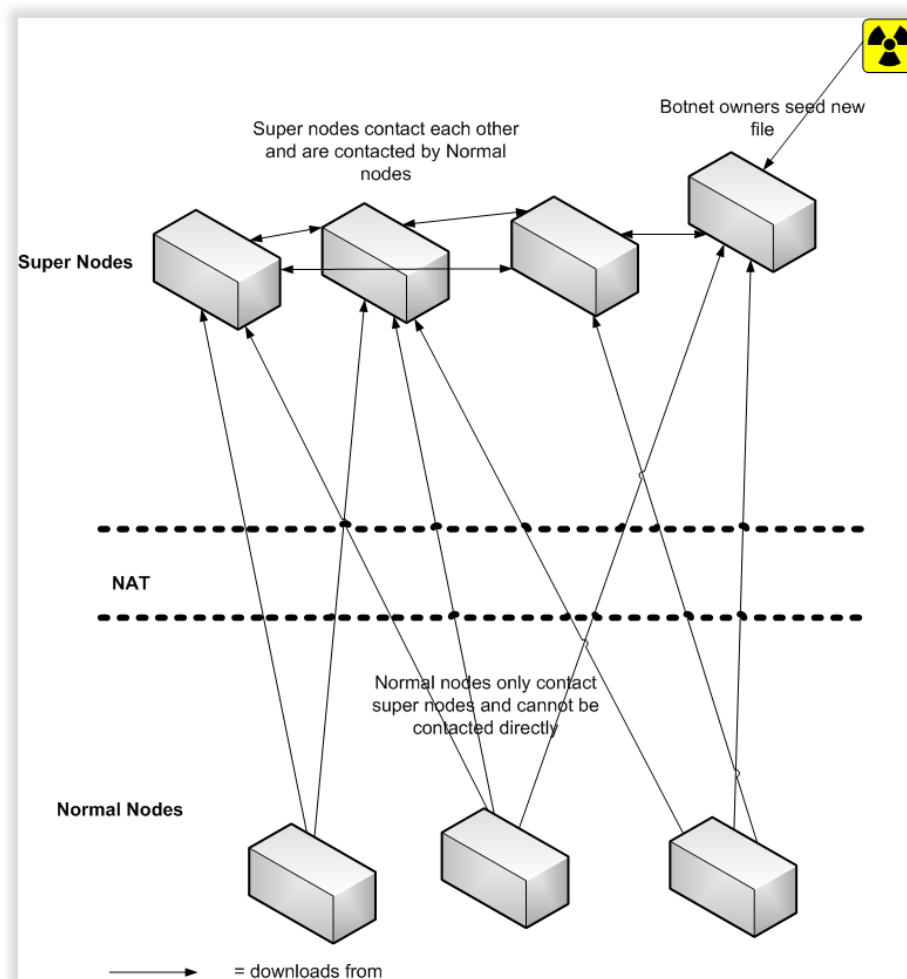 Botnet owners seed new
file
Super nodes contact each other
and are contacted by Normal
nodes
Super Nodes
NAT
Normal nodes only contact
super nodes and cannot be
contacted directly
Normal Nodes
= downloads from